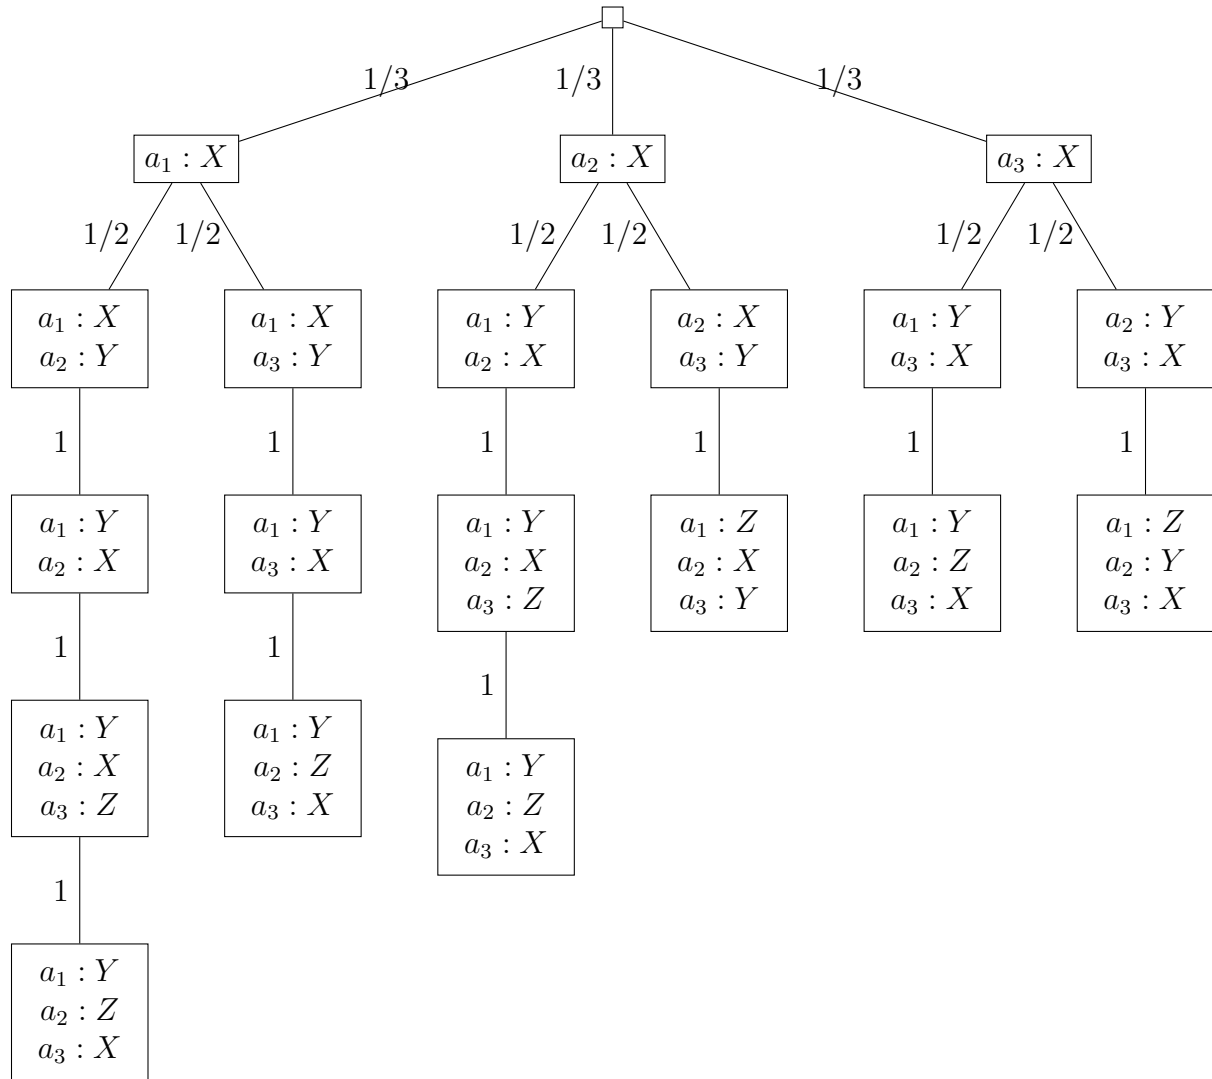 1/3 1/3 1/3
a₁ : X a₂ : X a₃ : X
1/2 1/2 1/2 1/2 1/2 1/2
a₁ : X a₁ : X a₁ : Y a₂ : X a₁ : Y a₂ : Y
a₂ : Y a₃ : Y a₂ : X a₃ : Y a₃ : X a₃ : X
1 1 1 1 1 1
a₁ : Y a₁ : Y a₁ : Y a₁ : Z a₁ : Y a₁ : Z
a₂ : X a₃ : X a₂ : X a₂ : X a₂ : Z a₂ : Y
a₃ : Z a₃ : Y a₃ : X a₃ : X
1 1 1
a₁ : Y a₁ : Y a₁ : Y
a₂ : X a₂ : Z a₂ : Z
a₃ : Z a₃ : X a₃ : X
1
a₁ : Y
a₂ : Z
a₃ : X